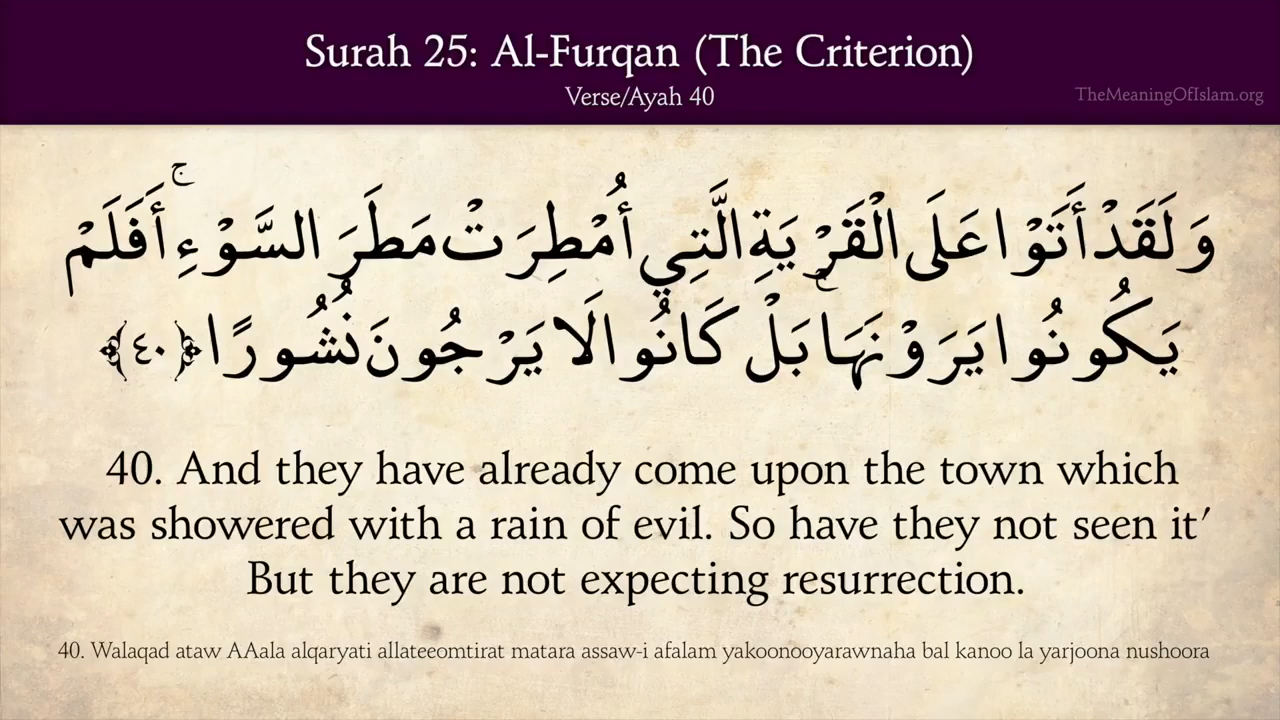 Surah 25: Al-Furqan (The Criterion)
Verse/Ayah 40
TheMeaningOfIslam.org
وَلَقَدْ أَتَوْا عَلَى الْقَرْيَةِ الَّتِي أُمْطِرَتْ مَطَرَ السَّوْءِ ۚ أَفَلَمْ
يَكُونُوا يَرَوْنَهَا ۚ بَلْ كَانُوا لَا يَرْجُونَ نُشُورًا ﴿٤٠﴾
40. And they have already come upon the town which
was showered with a rain of evil. So have they not seen it′
But they are not expecting resurrection.
40. Walaqad ataw AAala alqaryati allateeomtirat matara assaw-i afalam yakoonooyarawnaha bal kanoo la yarjoona nushoora